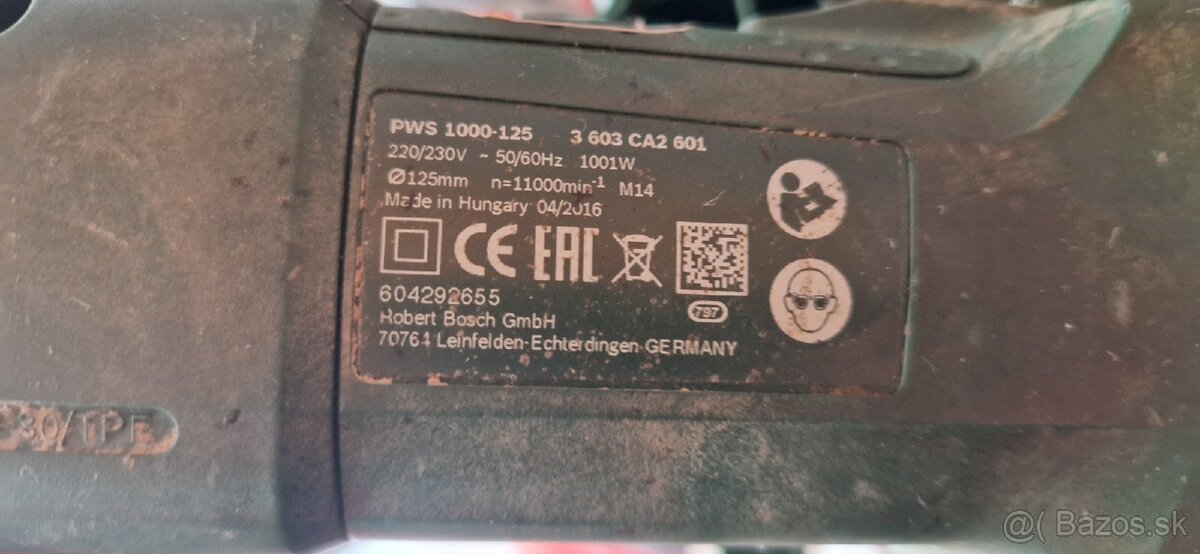 PWS 1000-125 3 603 CA2 601
220/230V ~ 50/60Hz 1001W
Ø125mm n=11000min-1 M14
Made in Hungary 04/2016
CE EAC
604292655
797
Robert Bosch GmbH
70764 Leinfelden-Echterdingen GERMANY
30/TPE
@( Bazos.sk